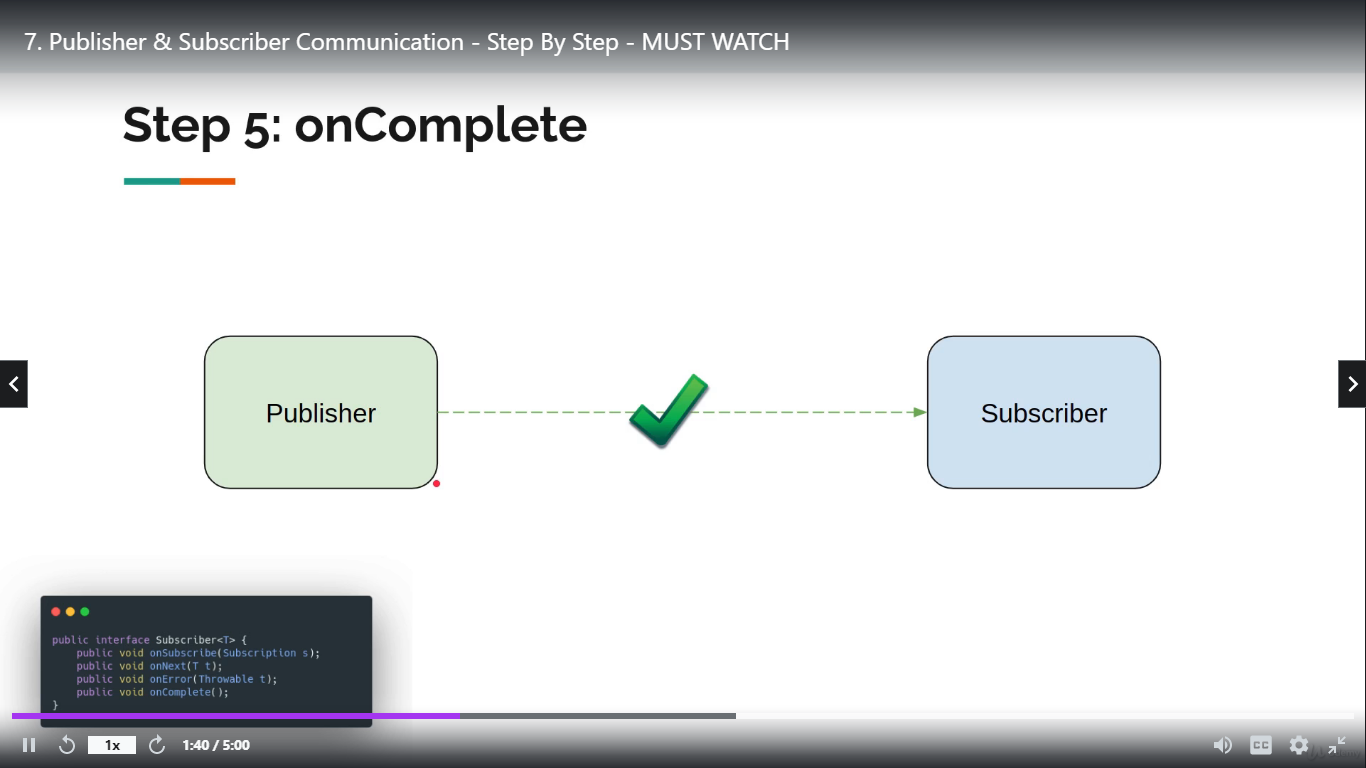 7. Publisher & Subscriber Communication - Step By Step - MUST WATCH
Step 5: onComplete
Publisher
Subscriber
public interface Subscriber<T> {
    public void onSubscribe(Subscription s);
    public void onNext(T t);
    public void onError(Throwable t);
    public void onComplete();
}
1x
1:40 / 5:00
CC